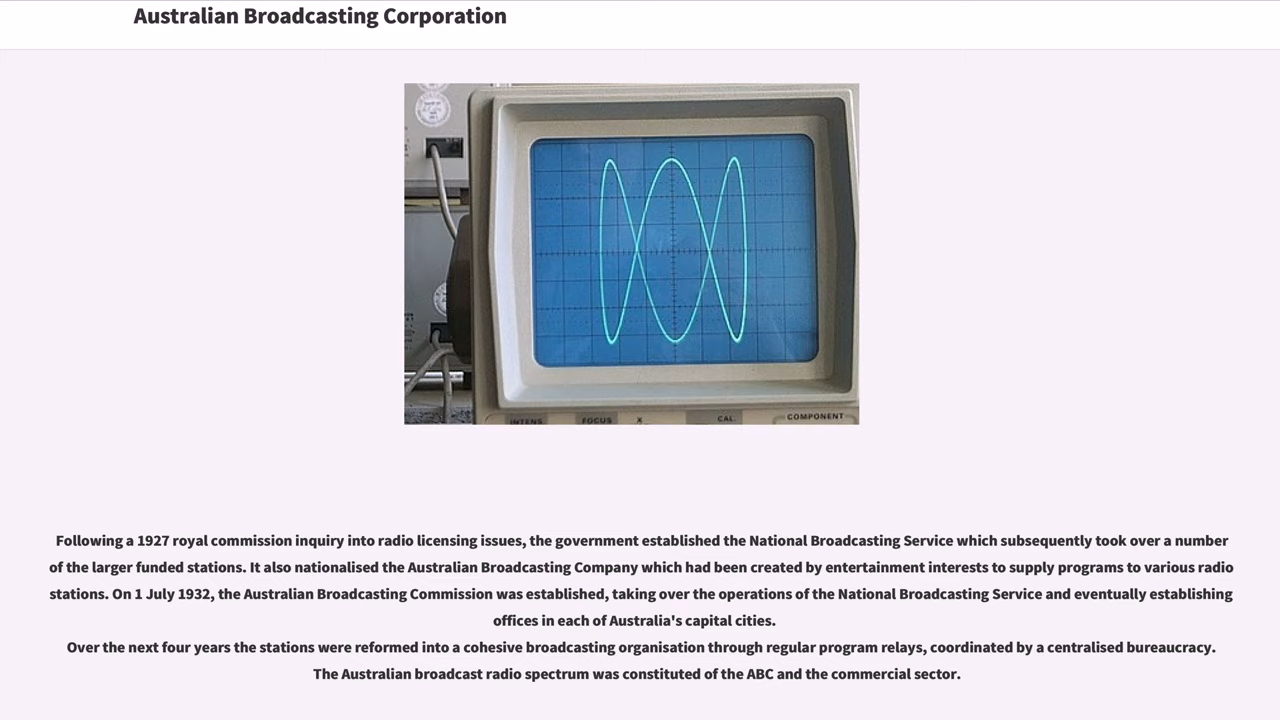 Australian Broadcasting Corporation
INTENS
FOCUS
X
CAL.
COMPONENT
Following a 1927 royal commission inquiry into radio licensing issues, the government established the National Broadcasting Service which subsequently took over a number
of the larger funded stations. It also nationalised the Australian Broadcasting Company which had been created by entertainment interests to supply programs to various radio
stations. On 1 July 1932, the Australian Broadcasting Commission was established, taking over the operations of the National Broadcasting Service and eventually establishing
offices in each of Australia's capital cities.
Over the next four years the stations were reformed into a cohesive broadcasting organisation through regular program relays, coordinated by a centralised bureaucracy.
The Australian broadcast radio spectrum was constituted of the ABC and the commercial sector.